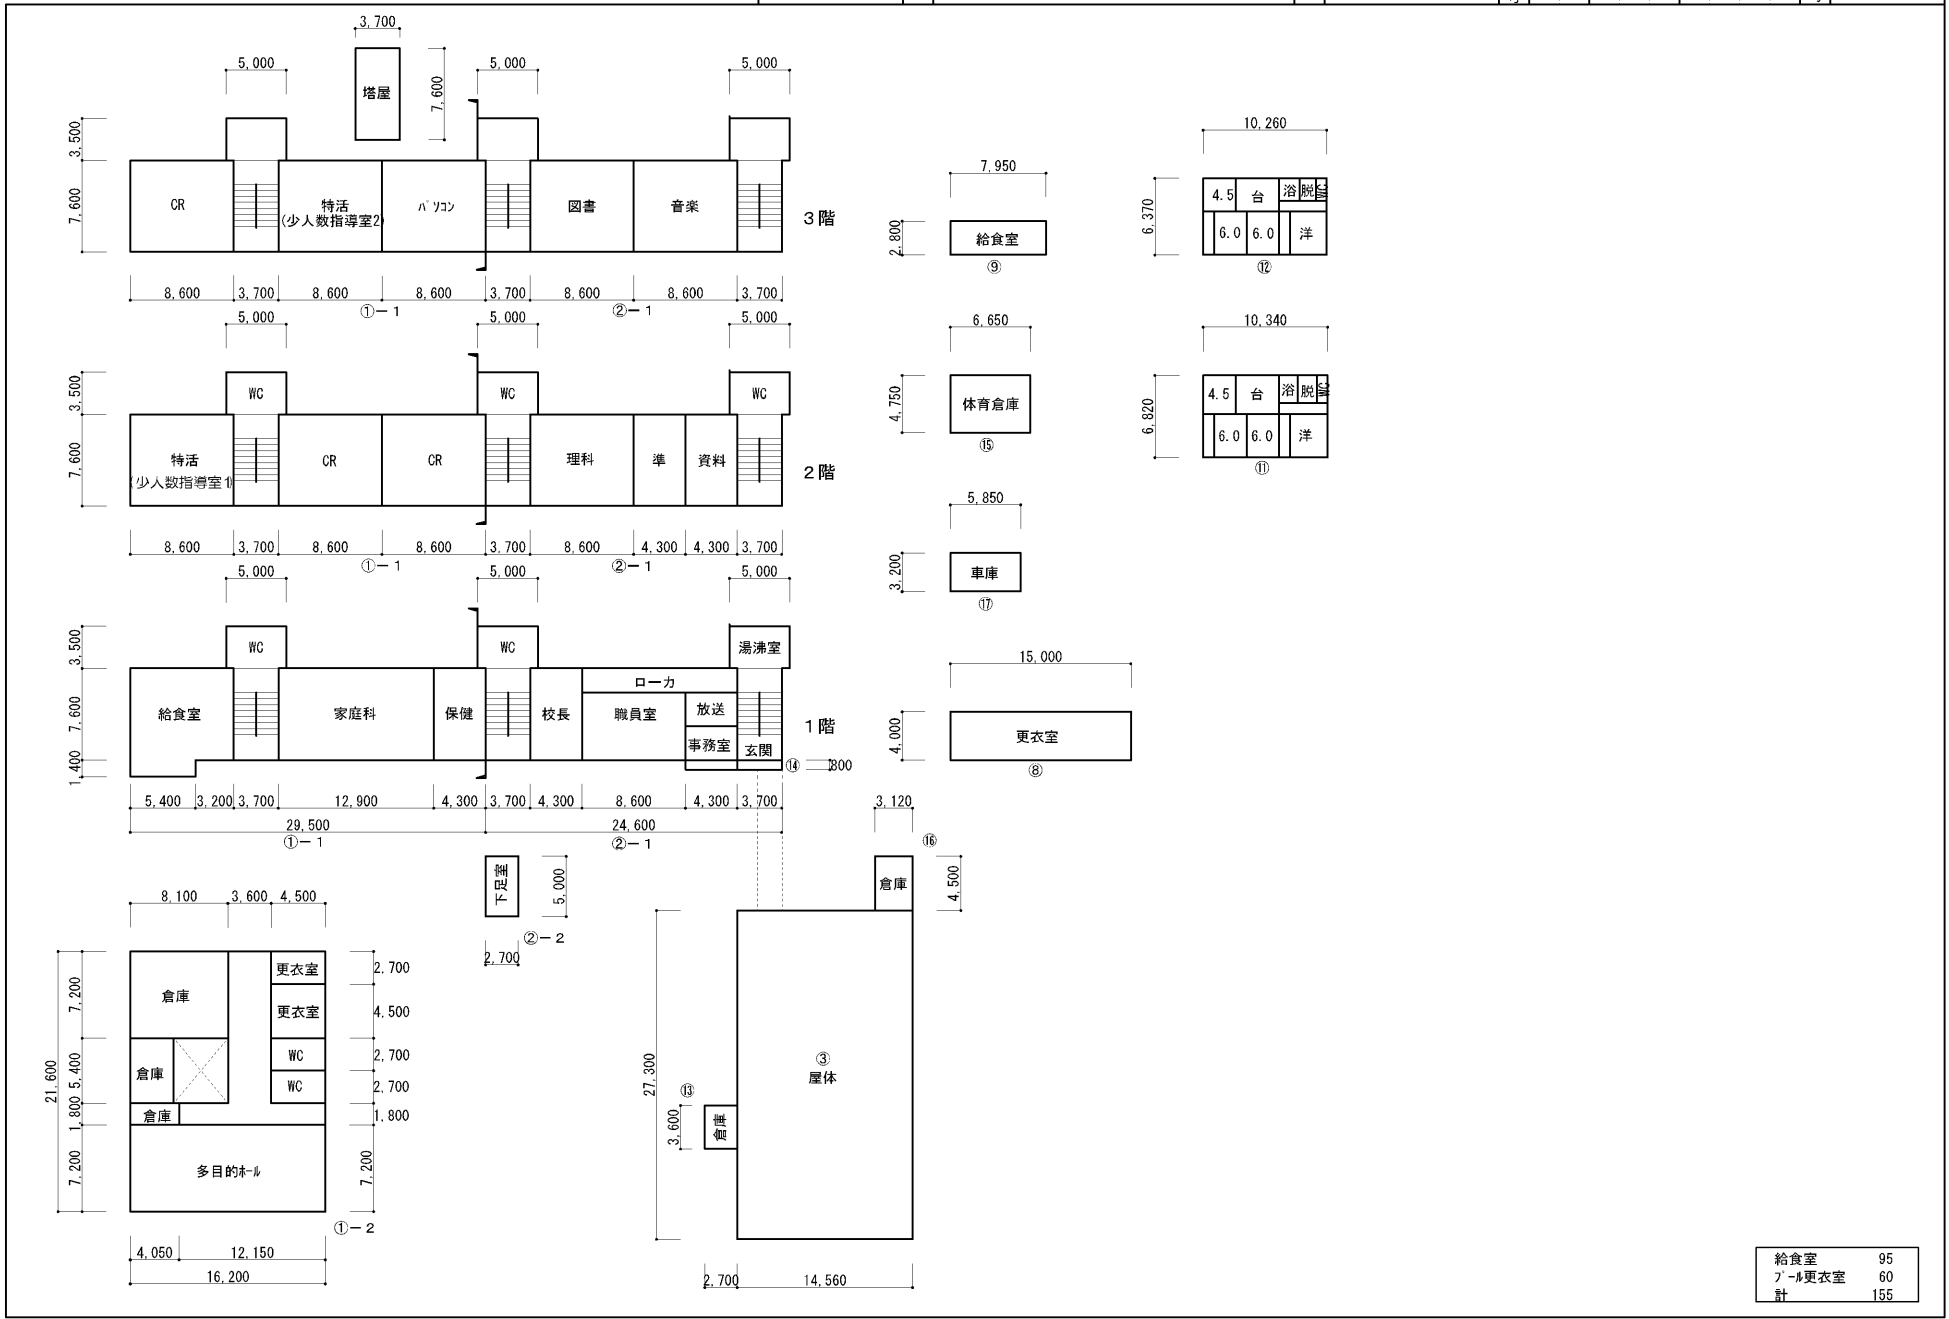 3,700
5,000
5,000
5,000
塔屋
7,600
3,500
7,600
CR
特活
(少人数指導室2)
ﾊﾟｿｺﾝ
図書
音楽
3階
8,600
3,700
8,600
8,600
3,700
8,600
8,600
3,700
①－1
②－1
5,000
5,000
5,000
3,500
7,600
WC
WC
WC
特活
(少人数指導室1)
CR
CR
理科
準
資料
2階
8,600
3,700
8,600
8,600
3,700
8,600
4,300
4,300
3,700
①－1
②－1
5,000
5,000
5,000
3,500
7,600
1,400
WC
WC
湯沸室
給食室
家庭科
保健
校長
ローカ
職員室
放送
事務室
玄関
1階
⑭
800
5,400
3,200
3,700
12,900
4,300
3,700
4,300
8,600
4,300
3,700
29,500
24,600
①－1
②－1
7,950
2,800
給食室
⑨
6,650
4,750
体育倉庫
⑮
5,850
3,200
車庫
⑰
15,000
4,000
更衣室
⑧
10,260
6,370
4.5
台
浴
脱
WC
6.0
6.0
洋
⑫
10,340
6,820
4.5
台
浴
脱
WC
6.0
6.0
洋
⑪
下足室
5,000
②－2
2,700
8,100
3,600
4,500
21,600
7,200
5,400
1,800
7,200
倉庫
倉庫
倉庫
更衣室
更衣室
WC
WC
多目的ﾎｰﾙ
2,700
4,500
2,700
2,700
1,800
7,200
①－2
4,050
12,150
16,200
3,120
⑯
倉庫
4,500
27,300
③
屋体
⑬
3,600
倉庫
2,700
14,560
給食室 95
ﾌﾟｰﾙ更衣室 60
計 155